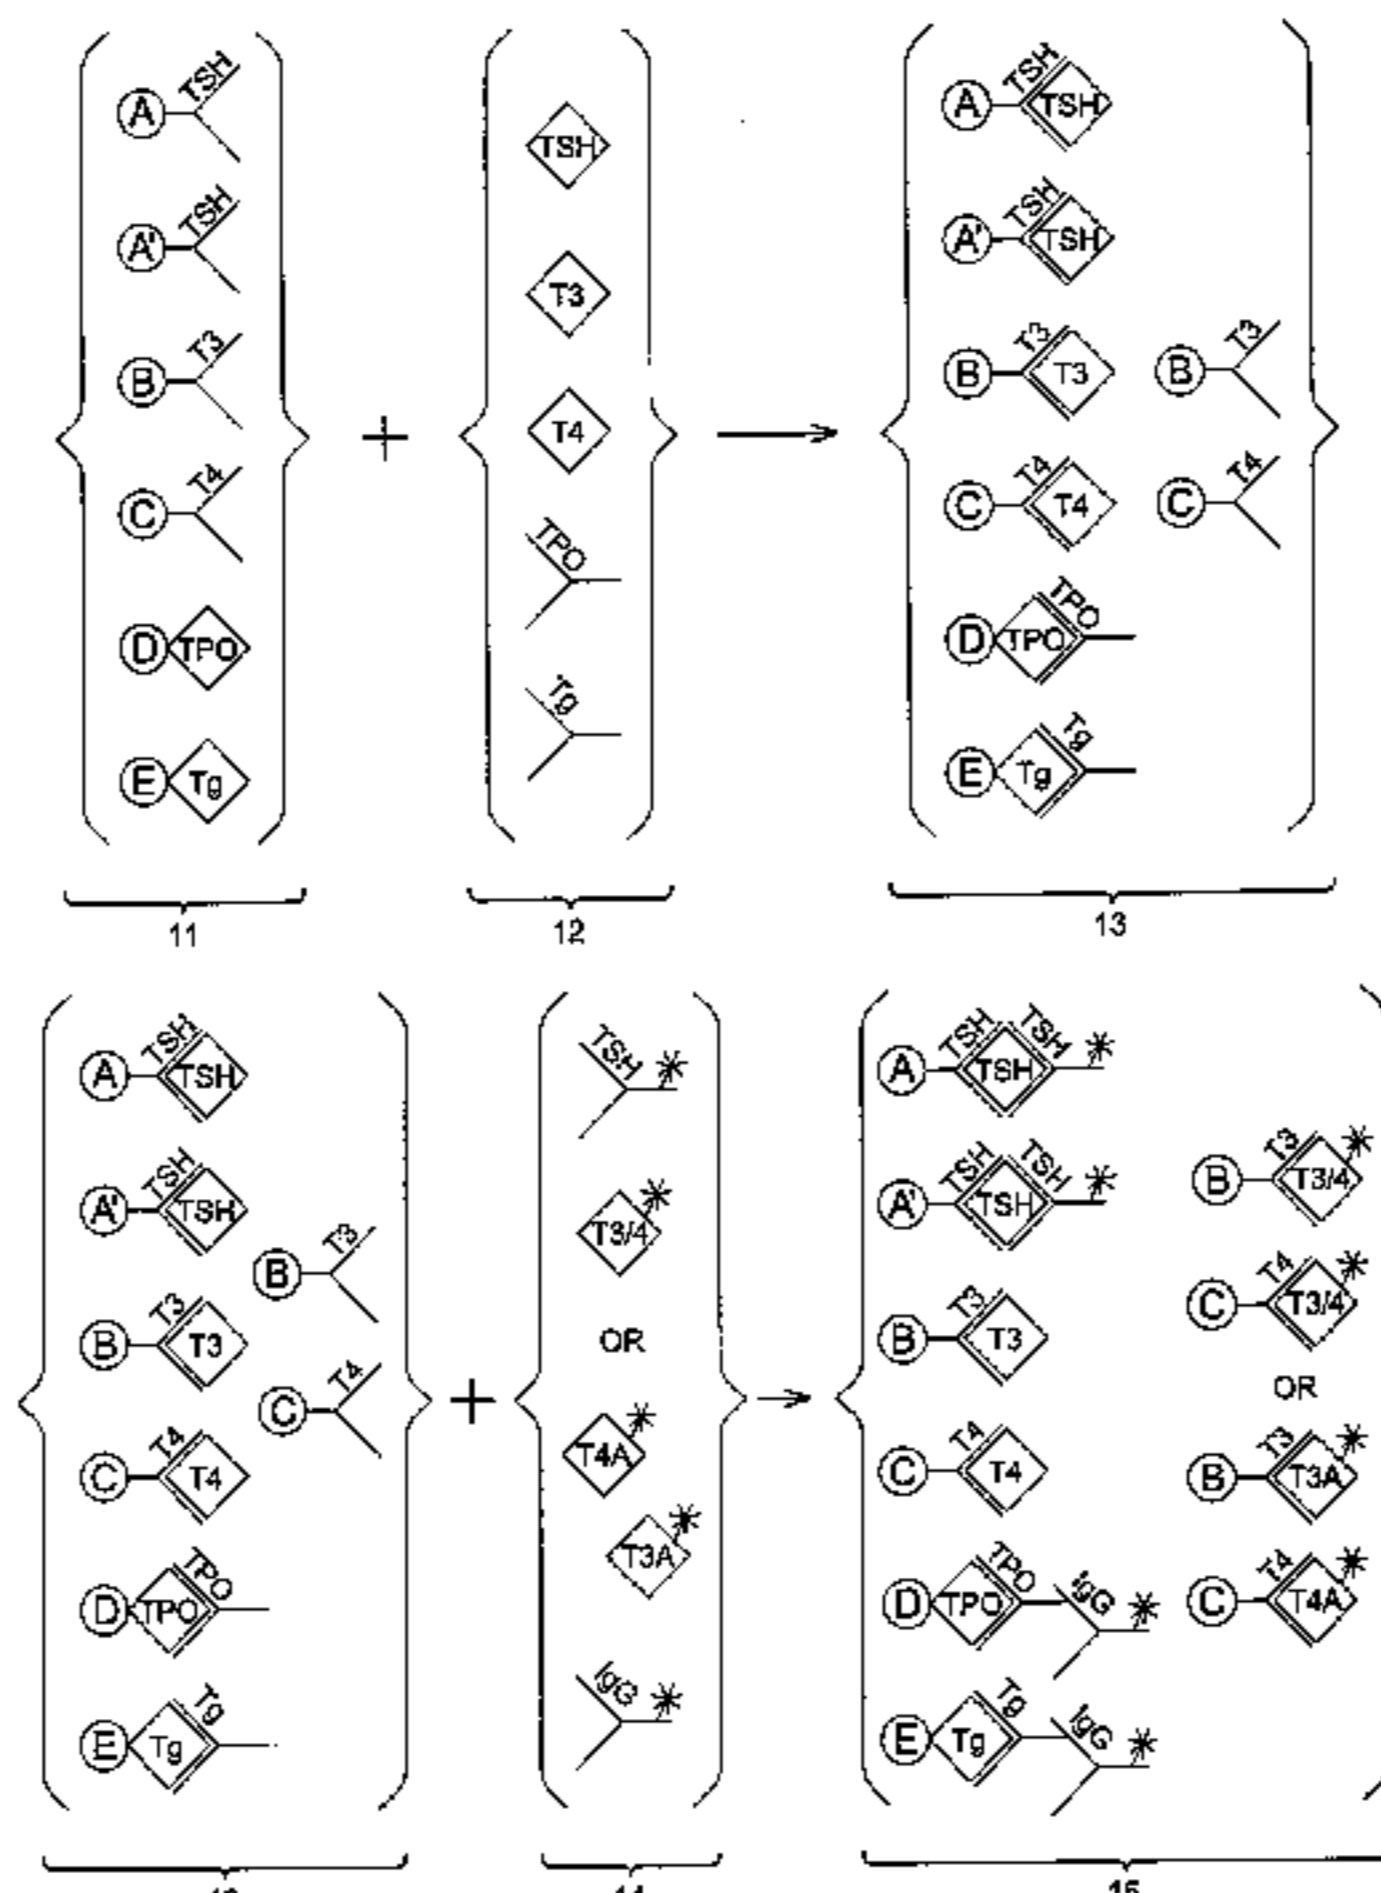 A TSH
A' TSH
B T3
C T4
D TPO
E Tg
11
+
TSH
T3
T4
TPO
Tg
12
A TSH TSH
A' TSH TSH
B T3 T3 B T3
C T4 T4 C T4
D TPO TPO
E Tg Tg
13
A TSH TSH
A' TSH TSH
B T3
B T3 T3
C T4
C T4 T4
D TPO TPO
E Tg Tg
13
+
TSH *
T3/4 *
OR
T4A *
T3A *
IgG *
14
A TSH TSH TSH *
A' TSH TSH TSH *
B T3 T3
C T4 T4
D TPO TPO IgG *
E Tg Tg IgG *
B T3 T3/4 *
C T4 T3/4 *
OR
B T3 T3A *
C T4 T4A *
15